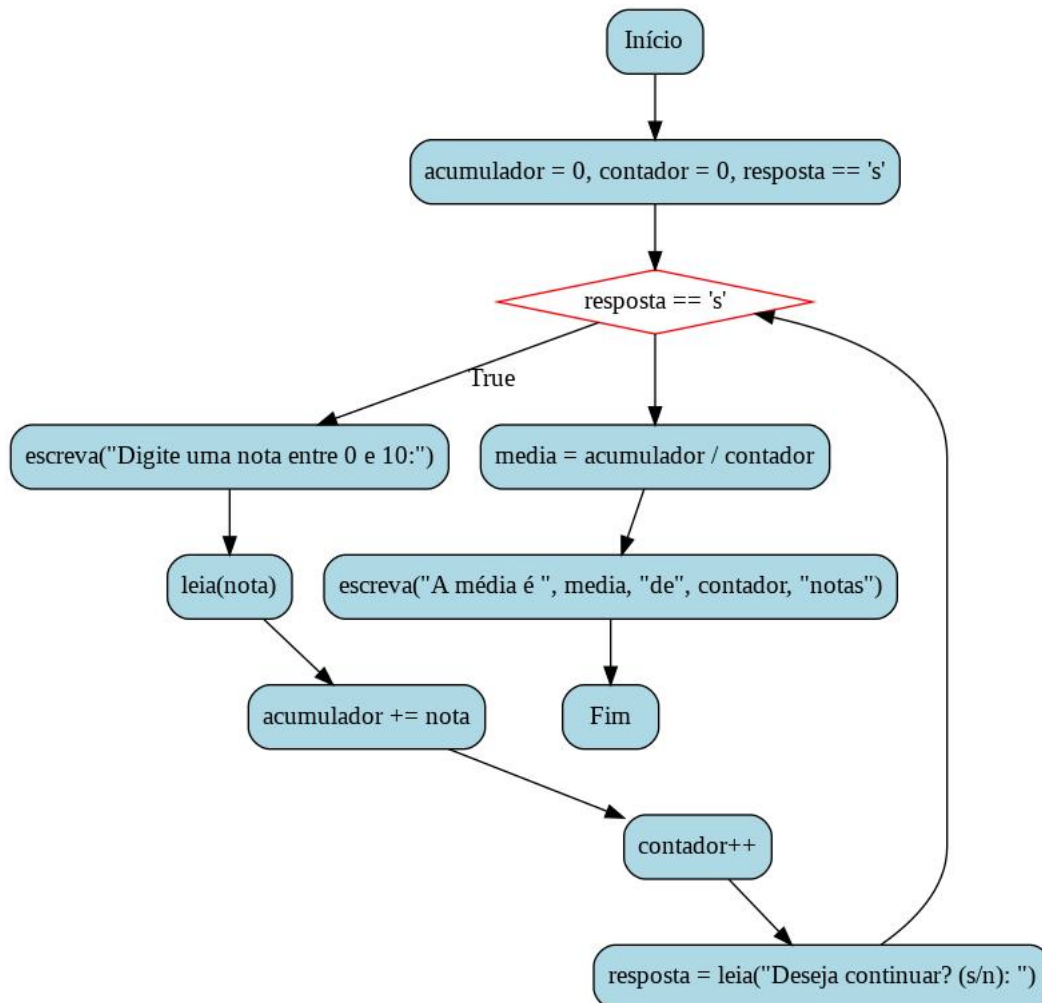 Início
acumulador = 0, contador = 0, resposta == 's'
resposta == 's'
True
escreva("Digite uma nota entre 0 e 10:")
media = acumulador / contador
leia(nota)
escreva("A média é ", media, "de", contador, "notas")
acumulador += nota
Fim
contador++
resposta = leia("Deseja continuar? (s/n): ")